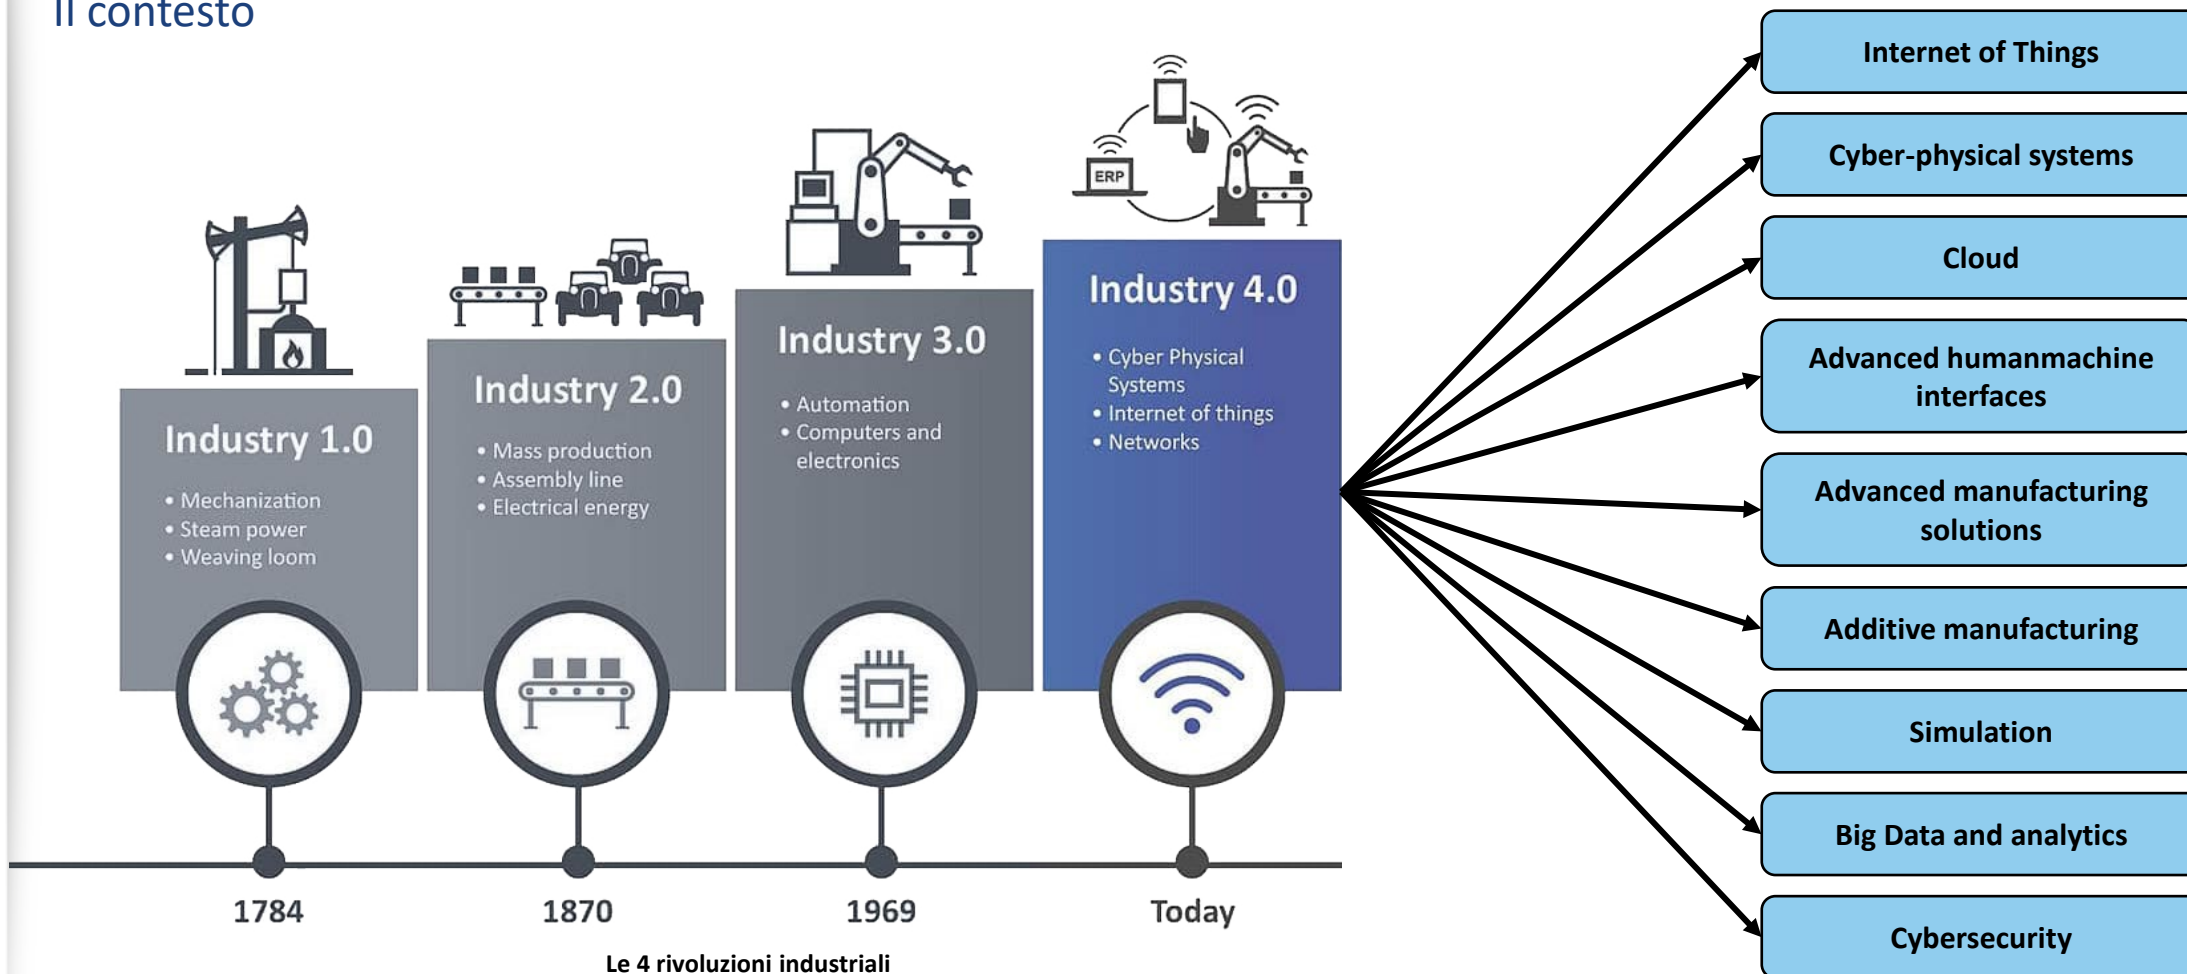 Il contesto
ERP
Industry 1.0
• Mechanization
• Steam power
• Weaving loom
Industry 2.0
• Mass production
• Assembly line
• Electrical energy
Industry 3.0
• Automation
• Computers and
electronics
Industry 4.0
• Cyber Physical
Systems
• Internet of things
• Networks
1784
1870
1969
Today
Le 4 rivoluzioni industriali
Internet of Things
Cyber-physical systems
Cloud
Advanced humanmachine
interfaces
Advanced manufacturing
solutions
Additive manufacturing
Simulation
Big Data and analytics
Cybersecurity